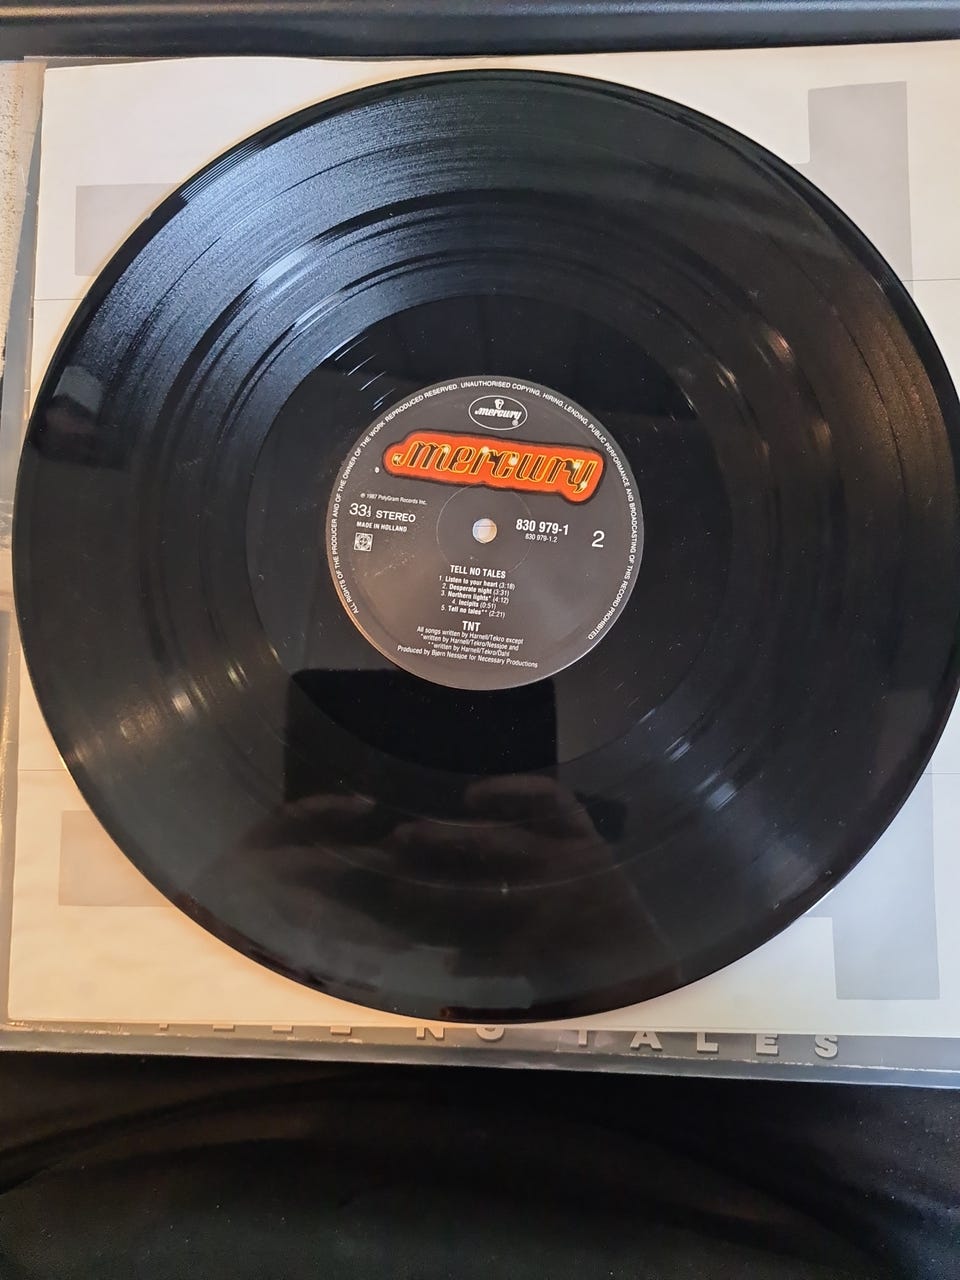 ALL RIGHTS OF THE PRODUCER AND OF THE OWNER OF THE WORK REPRODUCED RESERVED. UNAUTHORISED COPYING, HIRING, LENDING, PUBLIC PERFORMANCE AND BROADCASTING OF THIS RECORD PROHIBITED
mercury®
mercury
℗ 1987 PolyGram Records Inc.
33⅓ STEREO
MADE IN HOLLAND
830 979-1
830 979-1.2
2
TELL NO TALES
1. Listen to your heart (3:18)
2. Desperate night (3:31)
3. Northern lights* (4:12)
4. Incipits (0:51)
5. Tell no tales** (2:21)
TNT
All songs written by Harnell/Tekro except
*written by Harnell/Tekro/Nessjoe and
**written by Harnell/Tekro/Dahl
Produced by Bjørn Nessjoe for Necessary Productions
TELL NO TALES